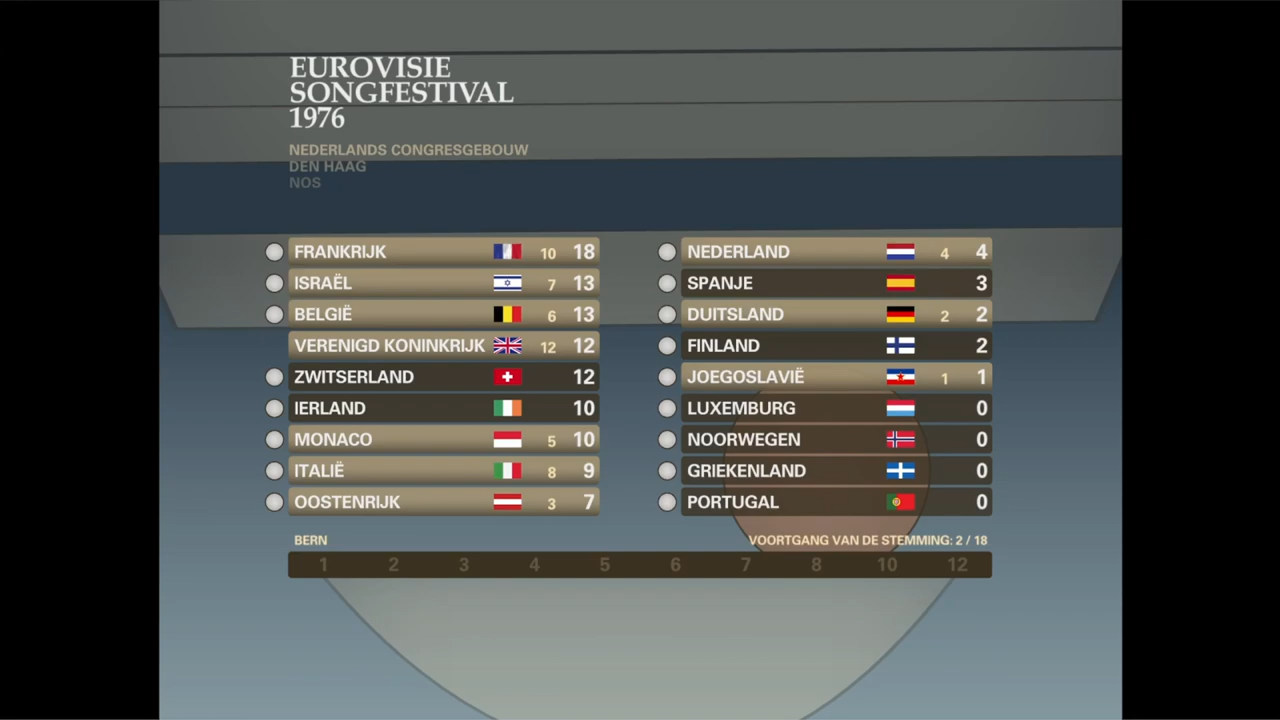 EUROVISIE
SONGFESTIVAL
1976
NEDERLANDS CONGRESGEBOUW
DEN HAAG
NOS
FRANKRIJK 10 18
ISRAËL 7 13
BELGIË 6 13
VERENIGD KONINKRIJK 12 12
ZWITSERLAND 12
IERLAND 10
MONACO 5 10
ITALIË 8 9
OOSTENRIJK 3 7
NEDERLAND 4 4
SPANJE 3
DUITSLAND 2 2
FINLAND 2
JOEGOSLAVIË 1 1
LUXEMBURG 0
NOORWEGEN 0
GRIEKENLAND 0
PORTUGAL 0
BERN VOORTGANG VAN DE STEMMING: 2 / 18
1 2 3 4 5 6 7 8 10 12